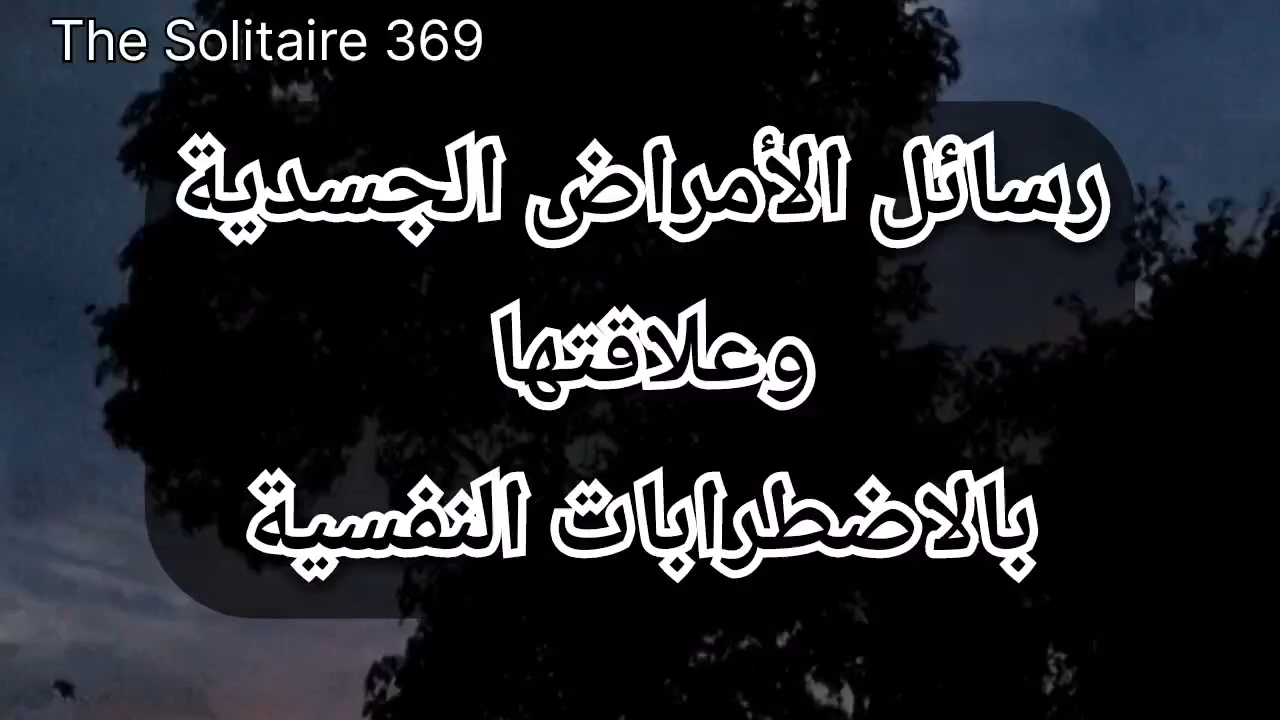 The Solitaire 369
رسائل الأمراض الجسدية
وعلاقتها
بالاضطرابات النفسية